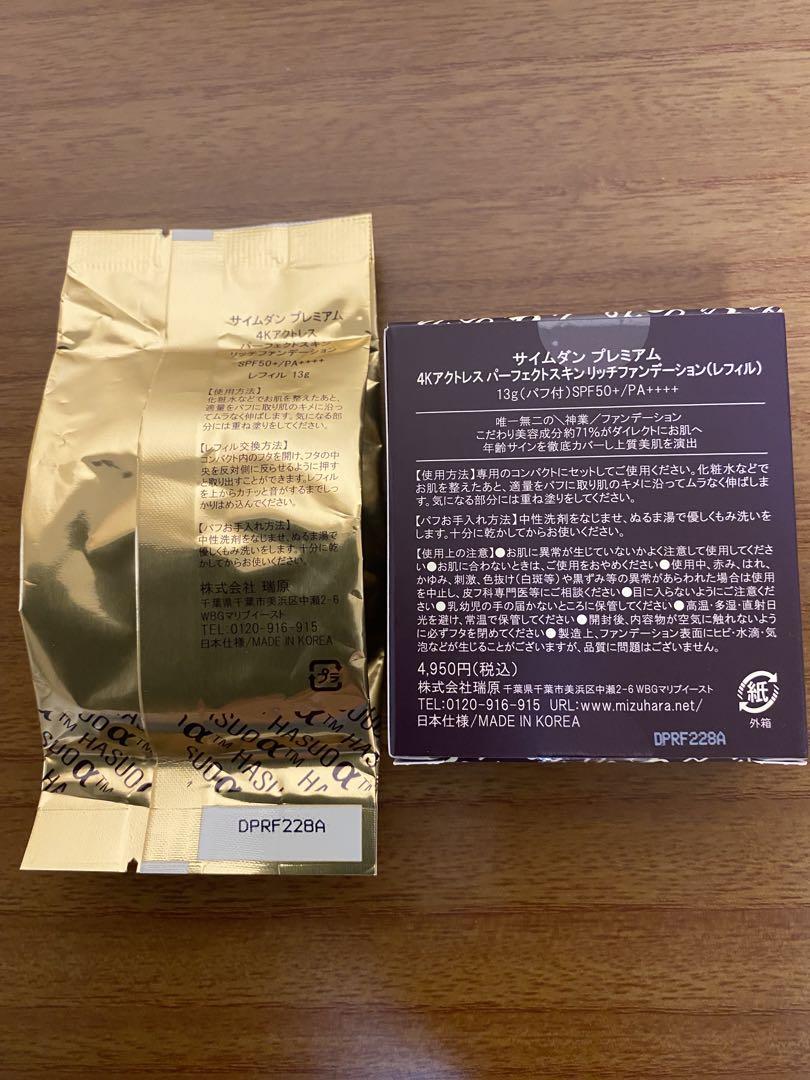 サイムダン プレミアム
4Kアクトレス
パーフェクトスキン
リッチファンデーション
SPF50+/PA++++
レフィル 13g
【使用方法】
化粧水などでお肌を整えたあと、
適量をパフに取り肌のキメに沿っ
てムラなく伸ばします。気になる部
分には重ね塗りをしてください。
【レフィル交換方法】
コンパクト内のフタを開け、フタの中
央を反対側に反らせるように押す
と取り出すことができます。レフィル
を上からカチッと音がするまでしっ
かりはめ込んでください。
【パフお手入れ方法】
中性洗剤をなじませ、ぬるま湯で
優しくもみ洗いをします。十分に乾
かしてからお使いください。
株式会社 瑞原
千葉県千葉市美浜区中瀬2-6
WBGマリブイースト
TEL:0120-916-915
日本仕様/MADE IN KOREA
プラ
HASUO α™
DPRF228A
サイムダン プレミアム
4Kアクトレス パーフェクトスキン リッチファンデーション(レフィル)
13g(パフ付)SPF50+/PA++++
唯一無二の＼神業／ファンデーション
こだわり美容成分約71%がダイレクトにお肌へ
年齢サインを徹底カバーし上質美肌を演出
【使用方法】専用のコンパクトにセットしてご使用ください。化粧水などで
お肌を整えたあと、適量をパフに取り肌のキメに沿ってムラなく伸ばしま
す。気になる部分には重ね塗りをしてください。
【パフお手入れ方法】中性洗剤をなじませ、ぬるま湯で優しくもみ洗いをし
ます。十分に乾かしてからお使いください。
【使用上の注意】●お肌に異常が生じていないかよく注意して使用してくださ
い●お肌に合わないときは、ご使用をおやめください●使用中、赤み、はれ、
かゆみ、刺激、色抜け(白斑等)や黒ずみ等の異常があらわれた場合は使用
を中止し、皮フ科専門医等にご相談ください●目に入らないようにご注意くださ
い●乳幼児の手の届かないところに保管してください●高温・多湿・直射日
光を避け、常温で保管してください●開封後、内容物が空気に触れないよう
に必ずフタを閉めてください●製造上、ファンデーション表面にヒビ・水滴・気
泡などが生じることがございますが、品質に問題はございません。
4,950円(税込)
株式会社瑞原 千葉県千葉市美浜区中瀬2-6 WBGマリブイースト
TEL:0120-916-915 URL:www.mizuhara.net/
日本仕様/MADE IN KOREA
紙
外箱
DPRF228A